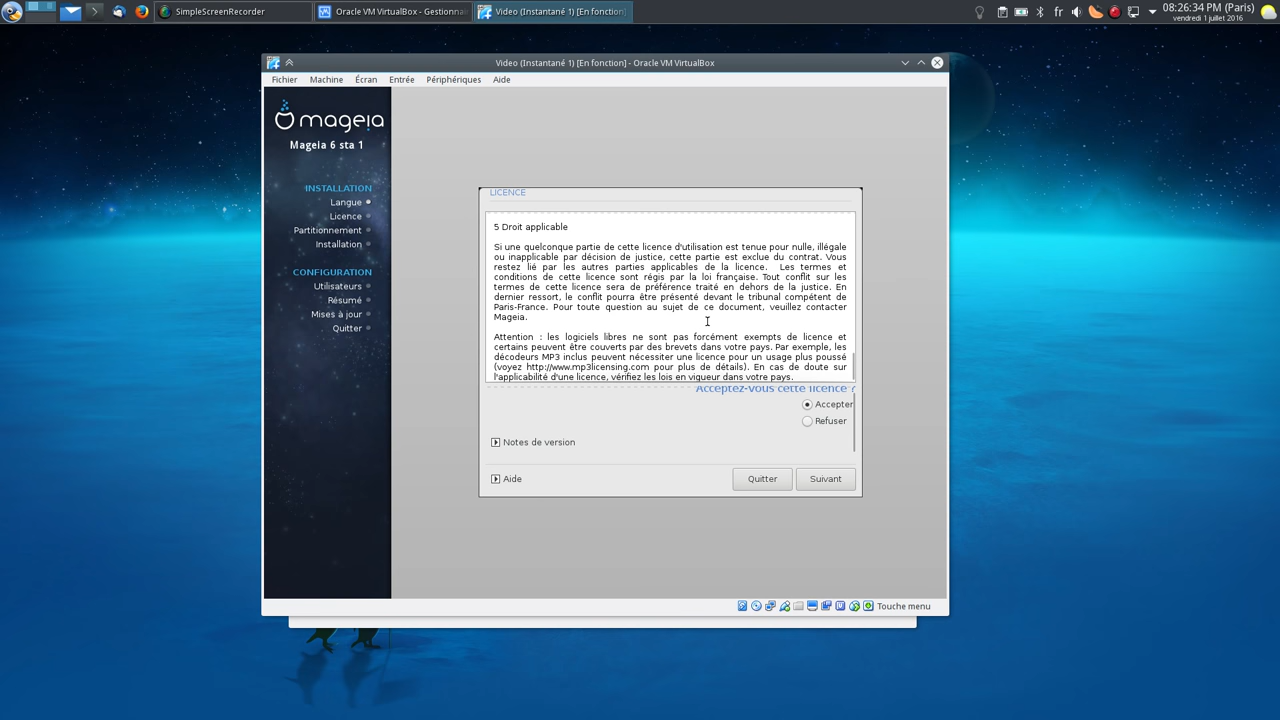 SimpleScreenRecorder
Oracle VM VirtualBox - Gestionnai
Video (Instantané 1) [En fonction]
fr
08:26:34 PM (Paris)
vendredi 1 juillet 2016
Video (Instantané 1) [En fonction] - Oracle VM VirtualBox
Fichier Machine Écran Entrée Périphériques Aide
mageia
Mageia 6 sta 1
INSTALLATION
Langue
Licence
Partitionnement
Installation
CONFIGURATION
Utilisateurs
Résumé
Mises à jour
Quitter
LICENCE
5 Droit applicable
Si une quelconque partie de cette licence d'utilisation est tenue pour nulle, illégale
ou inapplicable par décision de justice, cette partie est exclue du contrat. Vous
restez lié par les autres parties applicables de la licence. Les termes et
conditions de cette licence sont régis par la loi française. Tout conflit sur les
termes de cette licence sera de préférence traité en dehors de la justice. En
dernier ressort, le conflit pourra être présenté devant le tribunal compétent de
Paris-France. Pour toute question au sujet de ce document, veuillez contacter
Mageia.
Attention : les logiciels libres ne sont pas forcément exempts de licence et
certains peuvent être couverts par des brevets dans votre pays. Par exemple, les
décodeurs MP3 inclus peuvent nécessiter une licence pour un usage plus poussé
(voyez http://www.mp3licensing.com pour plus de détails). En cas de doute sur
l'applicabilité d'une licence, vérifiez les lois en vigueur dans votre pays.
Acceptez-vous cette licence ?
Accepter
Refuser
Notes de version
Aide
Quitter
Suivant
Touche menu